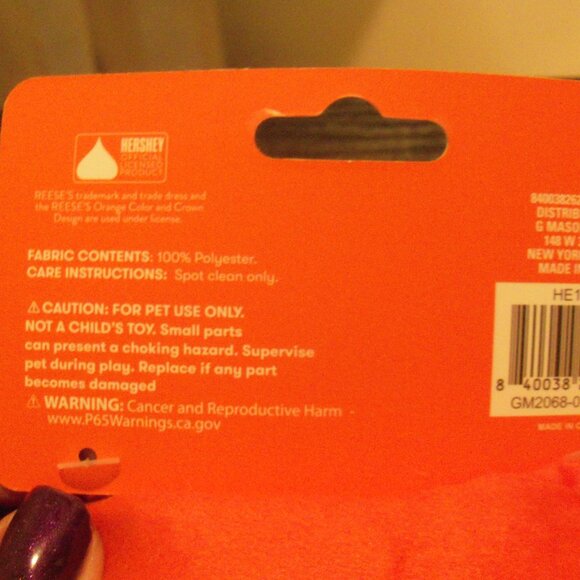 HERSHEY
OFFICIAL
LICENSED
PRODUCT
REESE'S trademark and trade dress and
the REESE'S Orange Color and Crown
Design are used under license.
FABRIC CONTENTS: 100% Polyester.
CARE INSTRUCTIONS: Spot clean only.
⚠CAUTION: FOR PET USE ONLY.
NOT A CHILD'S TOY. Small parts
can present a choking hazard. Supervise
pet during play. Replace if any part
becomes damaged
⚠ WARNING: Cancer and Reproductive Harm -
www.P65Warnings.ca.gov
DISTRIB
G MASO
148 W
NEW YORK
MADE
HE1
8 40038
GM2068-0
MADE IN